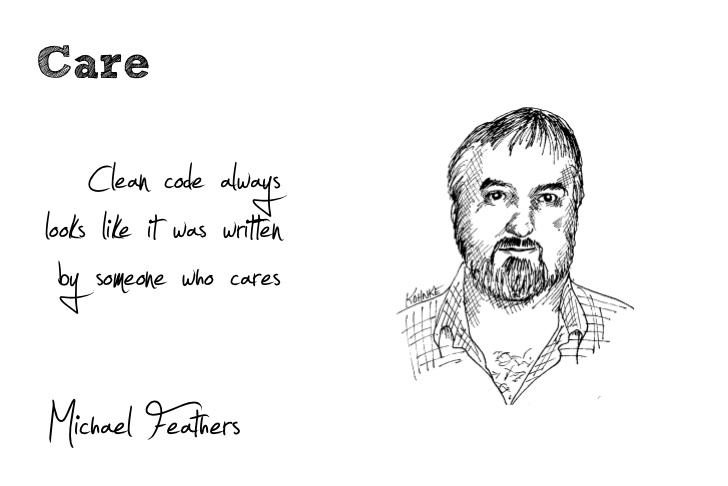 Care
Clean code always
looks like it was written
by someone who cares
KOHNKE
Michael Feathers